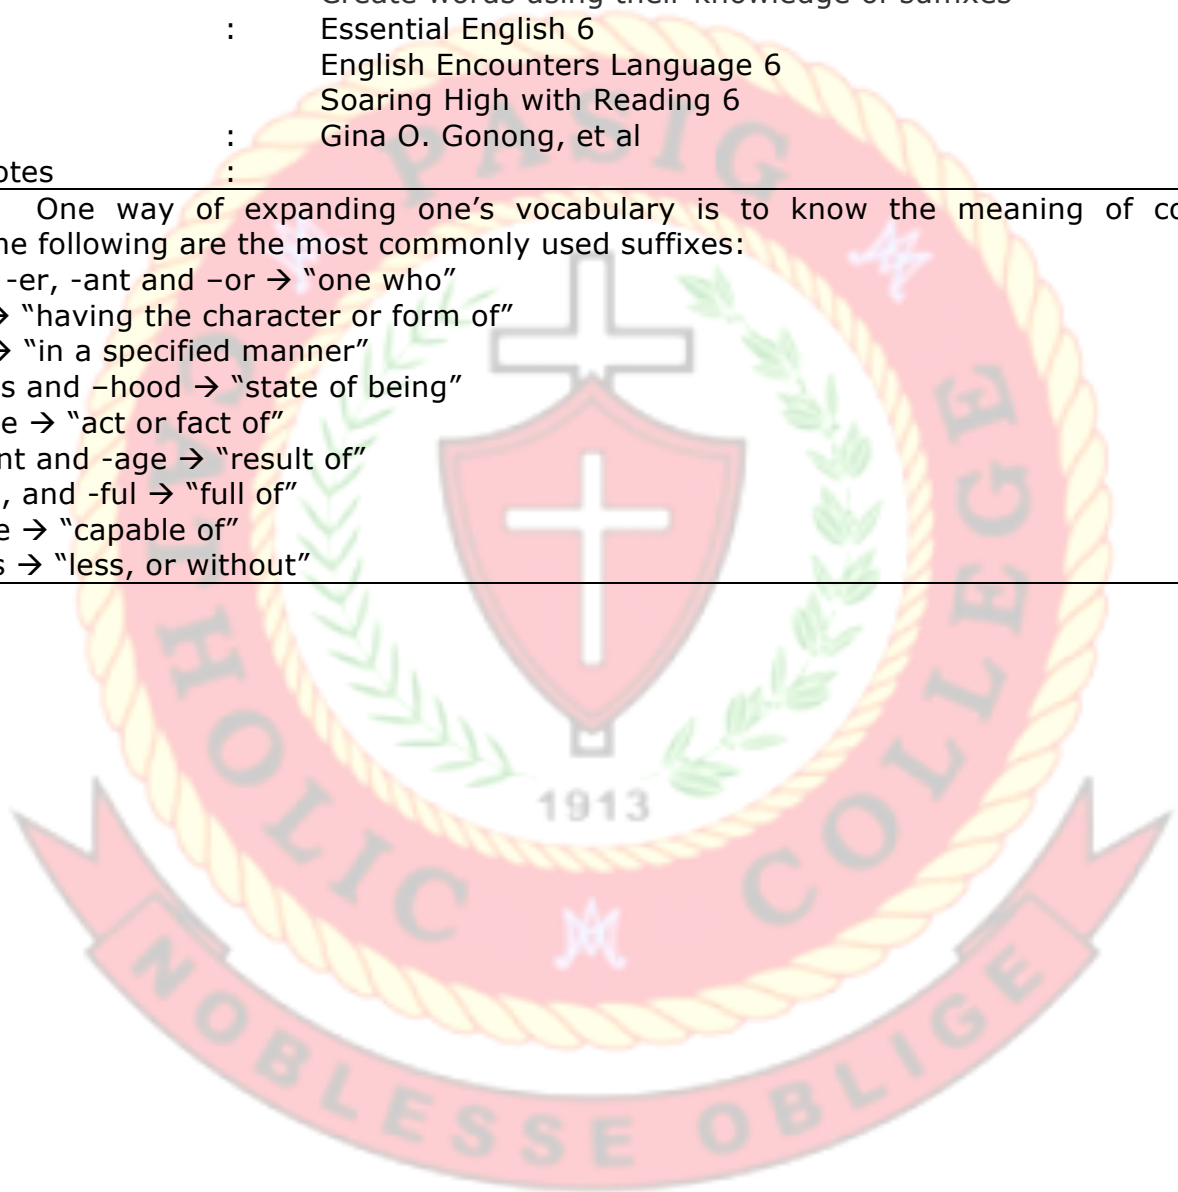 Create words using their knowledge of suffixes
: Essential English 6
English Encounters Language 6
Soaring High with Reading 6
: Gina O. Gonong, et al
otes :
One way of expanding one’s vocabulary is to know the meaning of co
ne following are the most commonly used suffixes:
-er, -ant and –or → “one who”
→ “having the character or form of”
→ “in a specified manner”
s and –hood → “state of being”
e → “act or fact of”
nt and -age → “result of”
, and -ful → “full of”
e → “capable of”
s → “less, or without”
PASIG CATHOLIC COLLEGE
1913
NOBLESSE OBLIGE